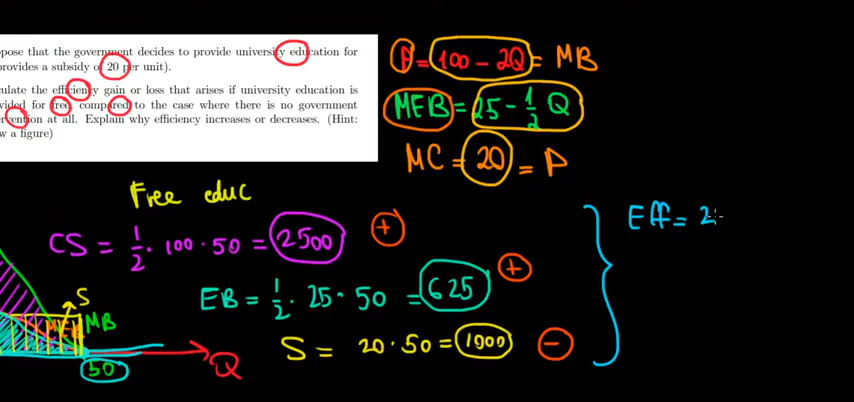 pose that the government decides to provide university education for
provides a subsidy of 20 per unit).
culate the efficiency gain or loss that arises if university education is
vided for free, compared to the case where there is no government
ervention at all. Explain why efficiency increases or decreases. (Hint:
w a figure)
P = 100 - 2Q = MB
MEB = 25 - 1/2 Q
MC = 20 = P
Free educ
CS = 1/2 · 100 · 50 = 2500 +
EB = 1/2 · 25 · 50 = 625 +
S = 20 · 50 = 1000 -
Eff = 2
S
MEB MB
50
Q